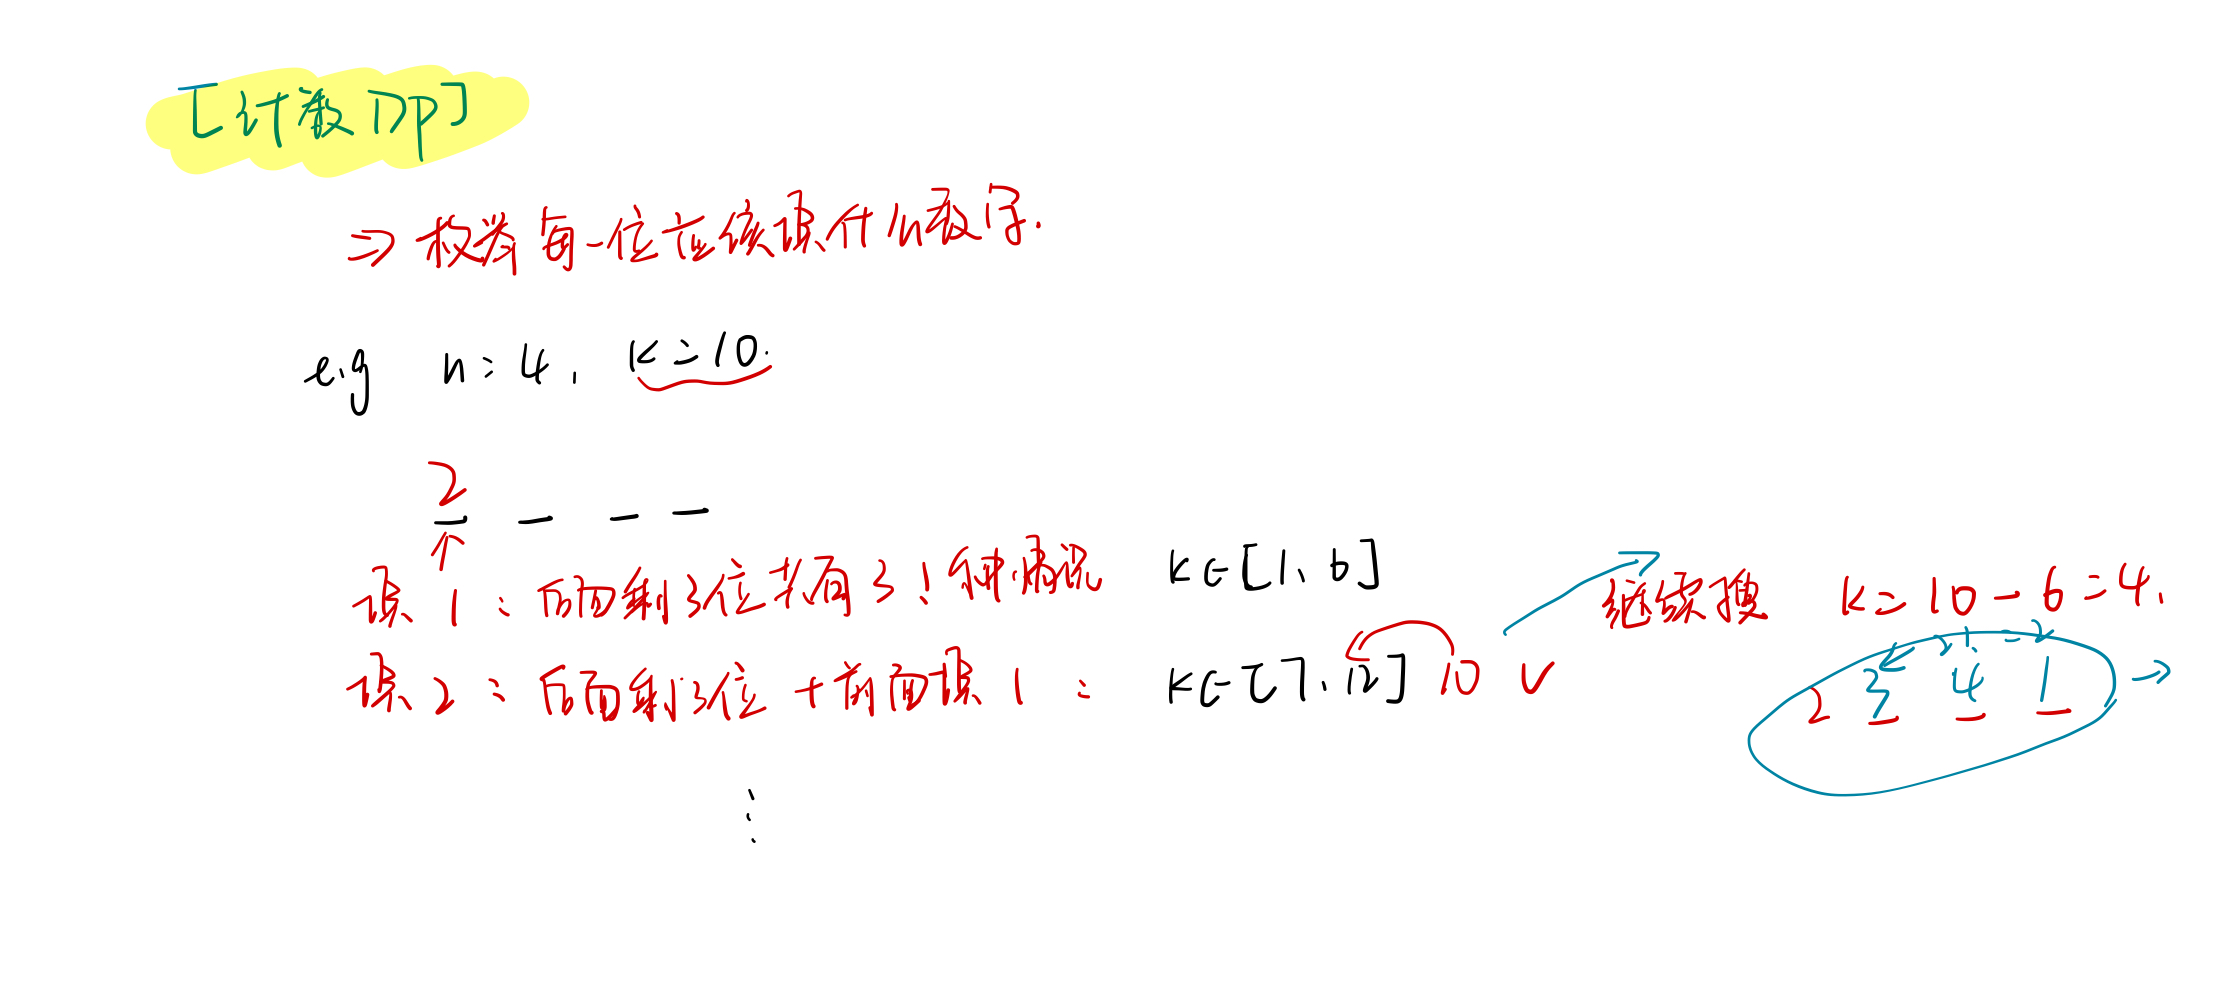 [计数DP]
⇒ 枚举每一位应该填什么数字.
e.g n=4, k=10.
2 _ _ _
↑
填 1: 后面剩3位共有3!种情况 k∈[1、6]
填 2: 后面剩3位+前面填1: k∈[7、12] 10 √
继续搜 k=10-6=4.
2! =2
2 3 4 1 →
⋮